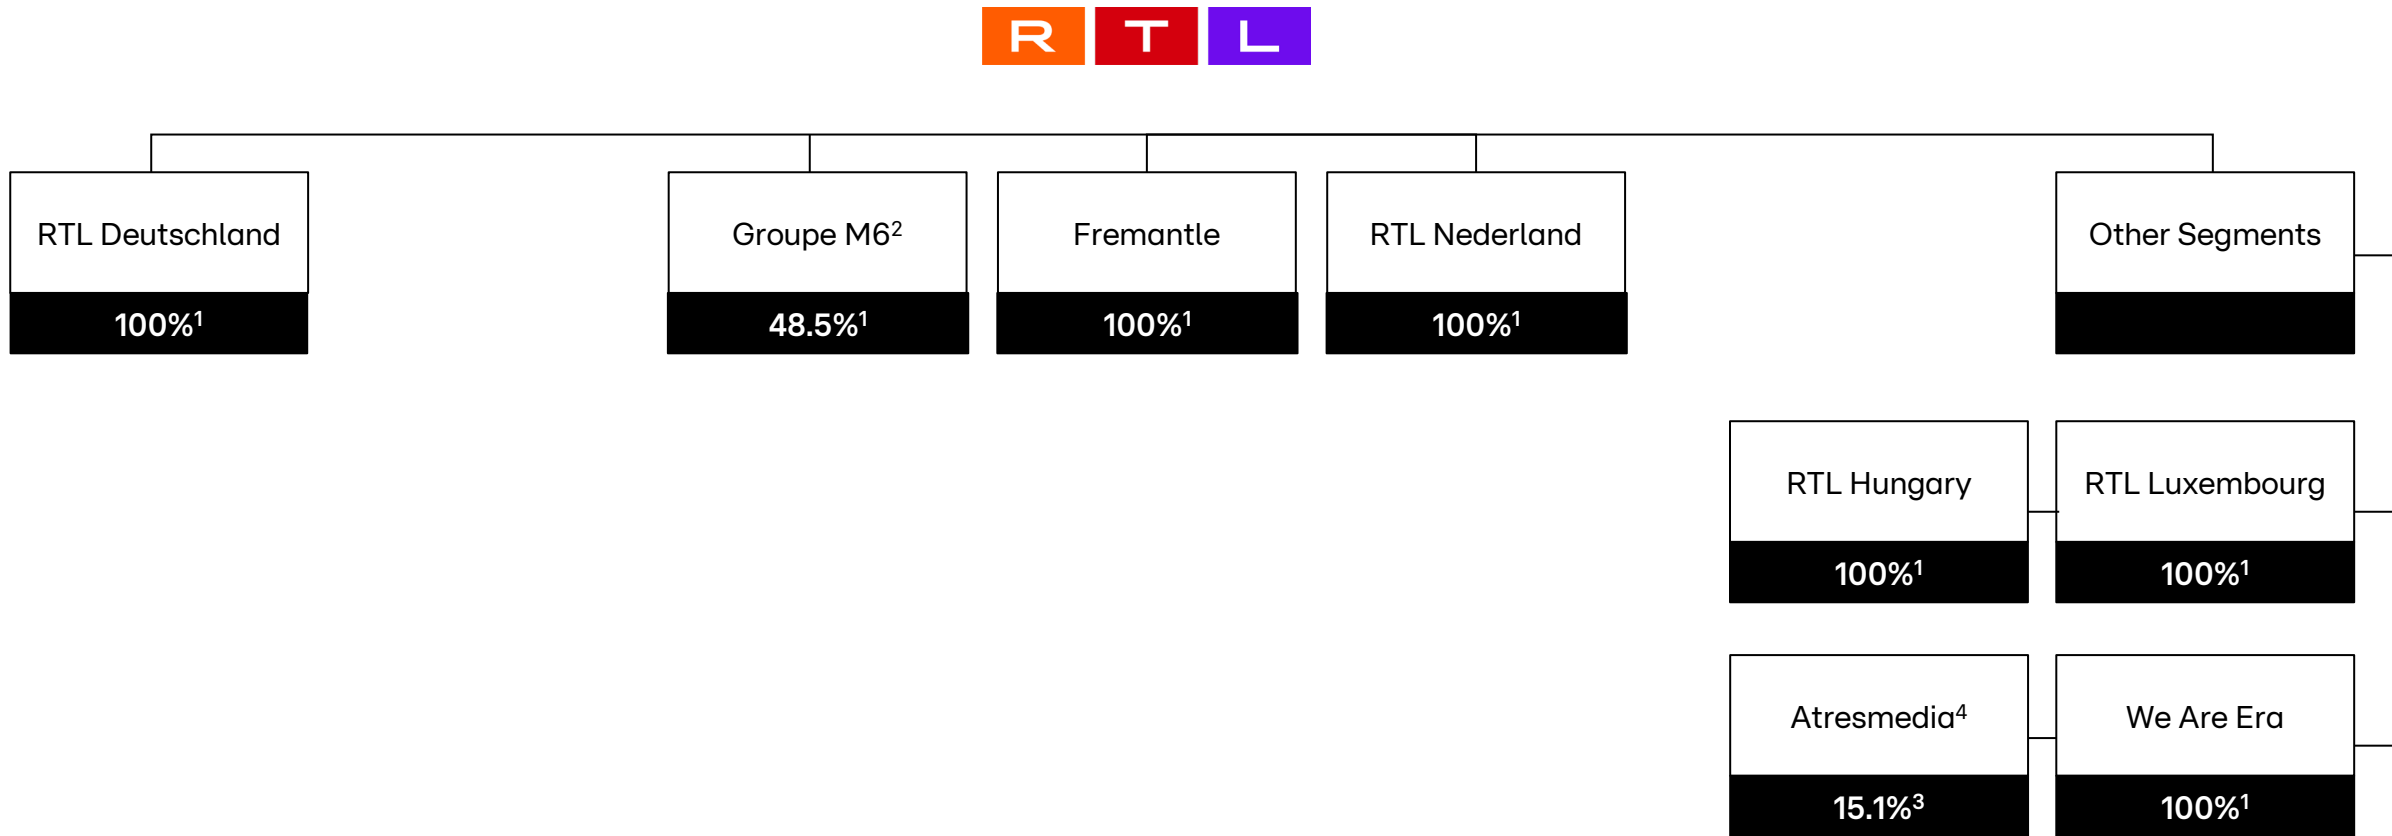 RTL
RTL Deutschland
100%¹
Groupe M6²
48.5%¹
Fremantle
100%¹
RTL Nederland
100%¹
Other Segments
RTL Hungary
100%¹
RTL Luxembourg
100%¹
Atresmedia⁴
15.1%³
We Are Era
100%¹